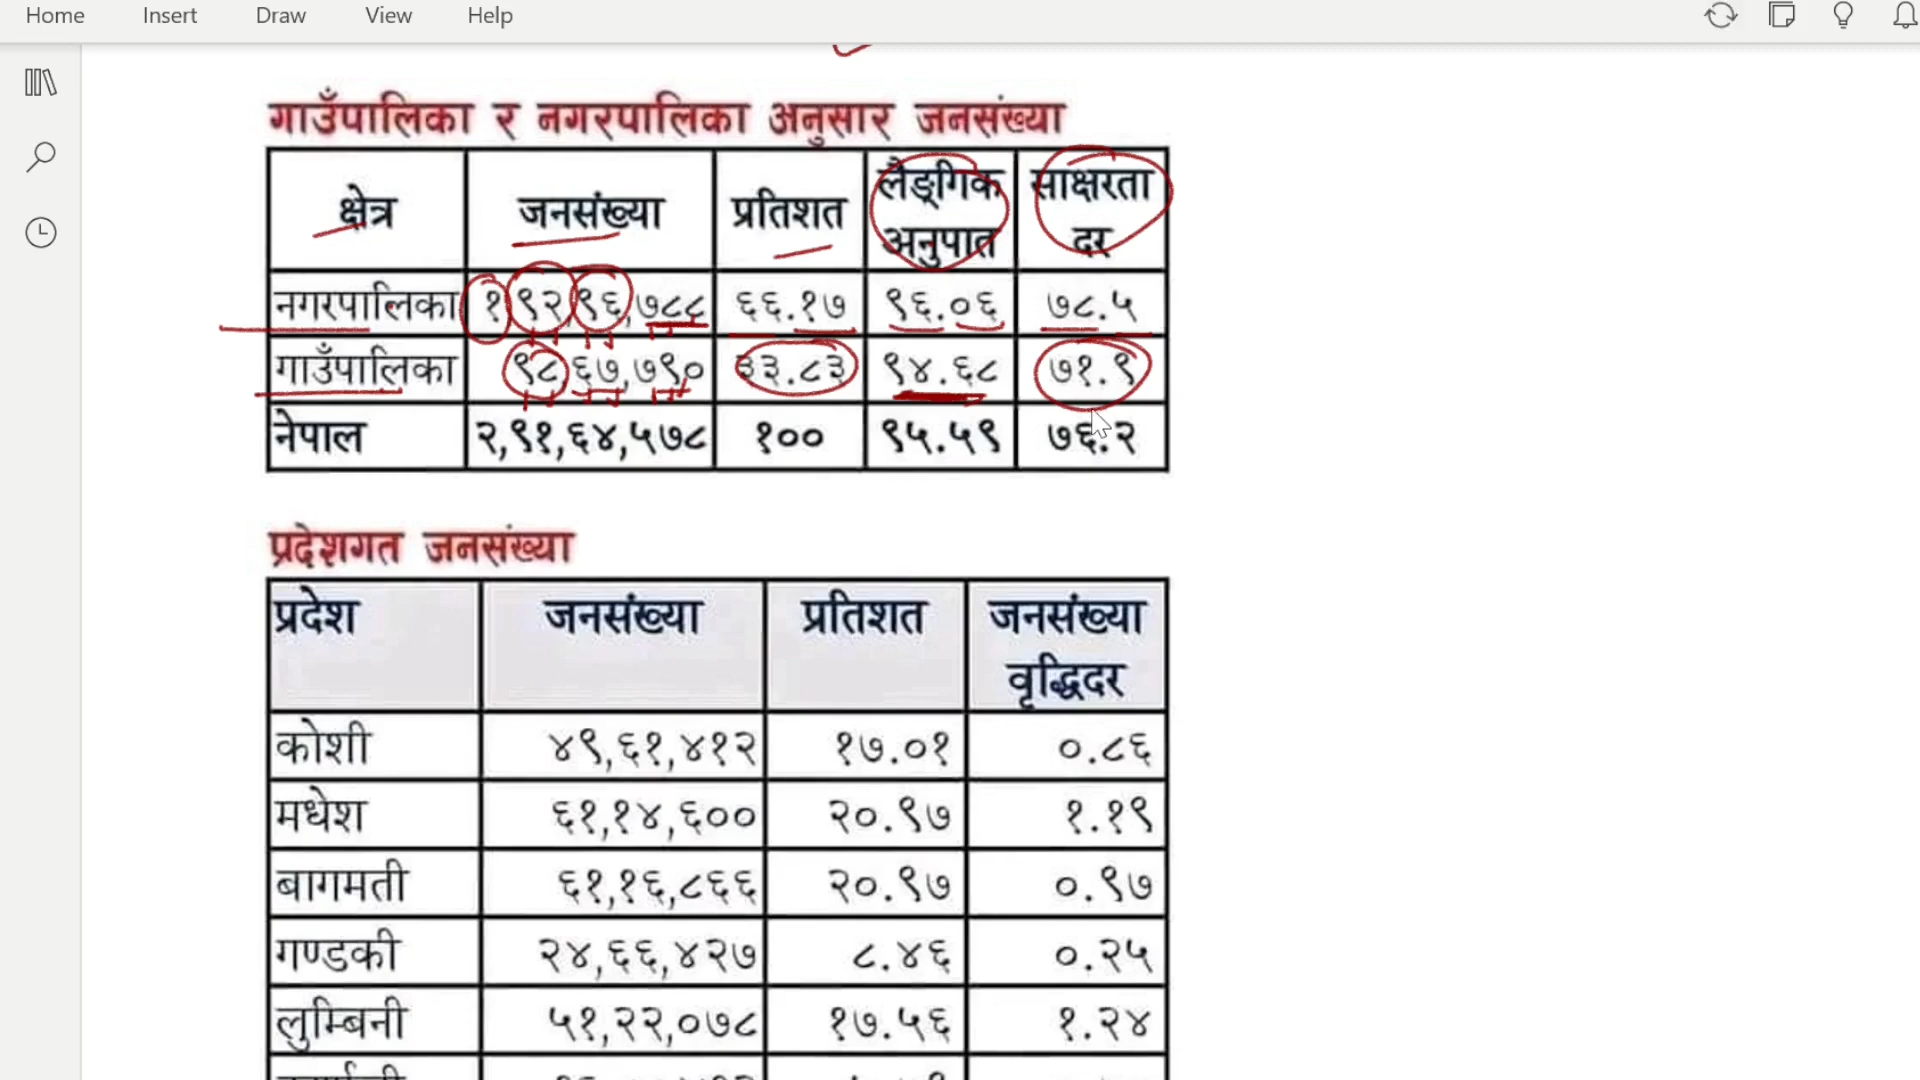 Home Insert Draw View Help
गाउँपालिका र नगरपालिका अनुसार जनसंख्या
क्षेत्र जनसंख्या प्रतिशत लैङ्गिक अनुपात साक्षरता दर
नगरपालिका १,९२,९६,७८८ ६६.१७ ९६.०६ ७८.५
गाउँपालिका ९८,६७,७९० ३३.८३ ९४.६८ ७१.९
नेपाल २,९१,६४,५७८ १०० ९५.५९ ७६.२
प्रदेशगत जनसंख्या
प्रदेश जनसंख्या प्रतिशत जनसंख्या वृद्धिदर
कोशी ४९,६१,४१२ १७.०१ ०.८६
मधेश ६१,१४,६०० २०.९७ १.१९
बागमती ६१,१६,८६६ २०.९७ ०.९७
गण्डकी २४,६६,४२७ ८.४६ ०.२५
लुम्बिनी ५१,२२,०७८ १७.५६ १.२४